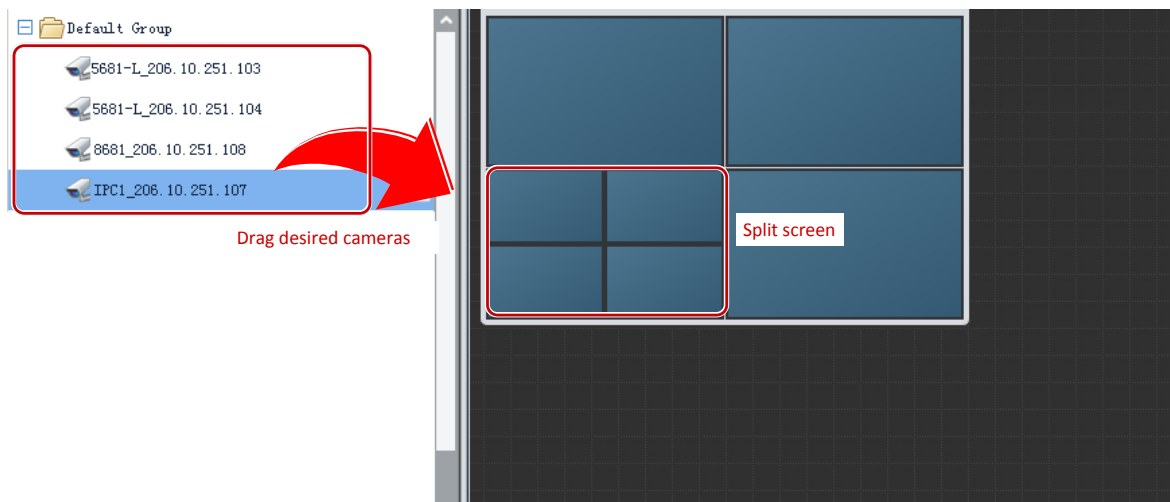 Default Group
5681-L_206.10.251.103
5681-L_206.10.251.104
8681_206.10.251.108
IPC1_206.10.251.107
Drag desired cameras
Split screen